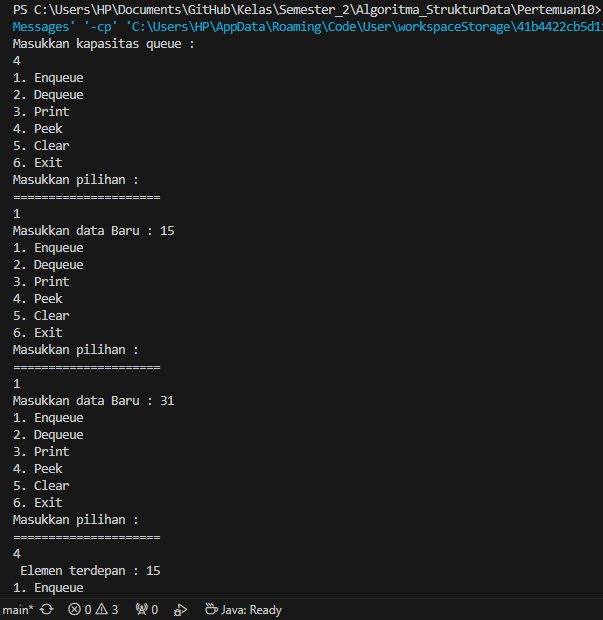 PS C:\Users\HP\Documents\GitHub\Kelas\Semester_2\Algoritma_StrukturData\Pertemuan10>
Messages' '-cp' 'C:\Users\HP\AppData\Roaming\Code\User\workspaceStorage\41b4422cb5d1
Masukkan kapasitas queue :
4
1. Enqueue
2. Dequeue
3. Print
4. Peek
5. Clear
6. Exit
Masukkan pilihan :
=====================
1
Masukkan data Baru : 15
1. Enqueue
2. Dequeue
3. Print
4. Peek
5. Clear
6. Exit
Masukkan pilihan :
=====================
1
Masukkan data Baru : 31
1. Enqueue
2. Dequeue
3. Print
4. Peek
5. Clear
6. Exit
Masukkan pilihan :
=====================
4
 Elemen terdepan : 15
1. Enqueue
main* 0 3 0 Java: Ready